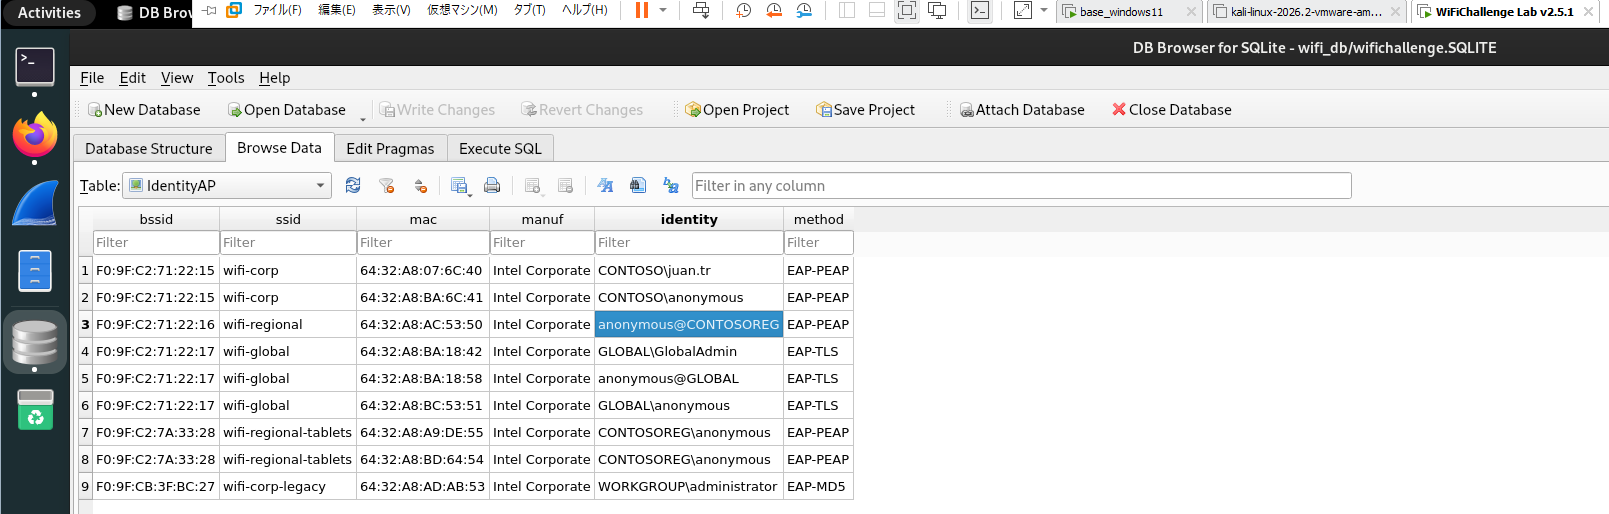 Activities
DB Brow
ファイル(F) 編集(E) 表示(V) 仮想マシン(M) タブ(T) ヘルプ(H)
base_windows11
kali-linux-2026.2-vmware-am...
WiFiChallenge Lab v2.5.1
DB Browser for SQLite - wifi_db/wifichallenge.SQLITE
File Edit View Tools Help
New Database Open Database Write Changes Revert Changes Open Project Save Project Attach Database Close Database
Database Structure Browse Data Edit Pragmas Execute SQL
Table: IdentityAP Filter in any column
bssid ssid mac manuf identity method
Filter Filter Filter Filter Filter Filter
1 F0:9F:C2:71:22:15 wifi-corp 64:32:A8:07:6C:40 Intel Corporate CONTOSO\juan.tr EAP-PEAP
2 F0:9F:C2:71:22:15 wifi-corp 64:32:A8:BA:6C:41 Intel Corporate CONTOSO\anonymous EAP-PEAP
3 F0:9F:C2:71:22:16 wifi-regional 64:32:A8:AC:53:50 Intel Corporate anonymous@CONTOSOREG EAP-PEAP
4 F0:9F:C2:71:22:17 wifi-global 64:32:A8:BA:18:42 Intel Corporate GLOBAL\GlobalAdmin EAP-TLS
5 F0:9F:C2:71:22:17 wifi-global 64:32:A8:BA:18:58 Intel Corporate anonymous@GLOBAL EAP-TLS
6 F0:9F:C2:71:22:17 wifi-global 64:32:A8:BC:53:51 Intel Corporate GLOBAL\anonymous EAP-TLS
7 F0:9F:C2:7A:33:28 wifi-regional-tablets 64:32:A8:A9:DE:55 Intel Corporate CONTOSOREG\anonymous EAP-PEAP
8 F0:9F:C2:7A:33:28 wifi-regional-tablets 64:32:A8:BD:64:54 Intel Corporate CONTOSOREG\anonymous EAP-PEAP
9 F0:9F:CB:3F:BC:27 wifi-corp-legacy 64:32:A8:AD:AB:53 Intel Corporate WORKGROUP\administrator EAP-MD5